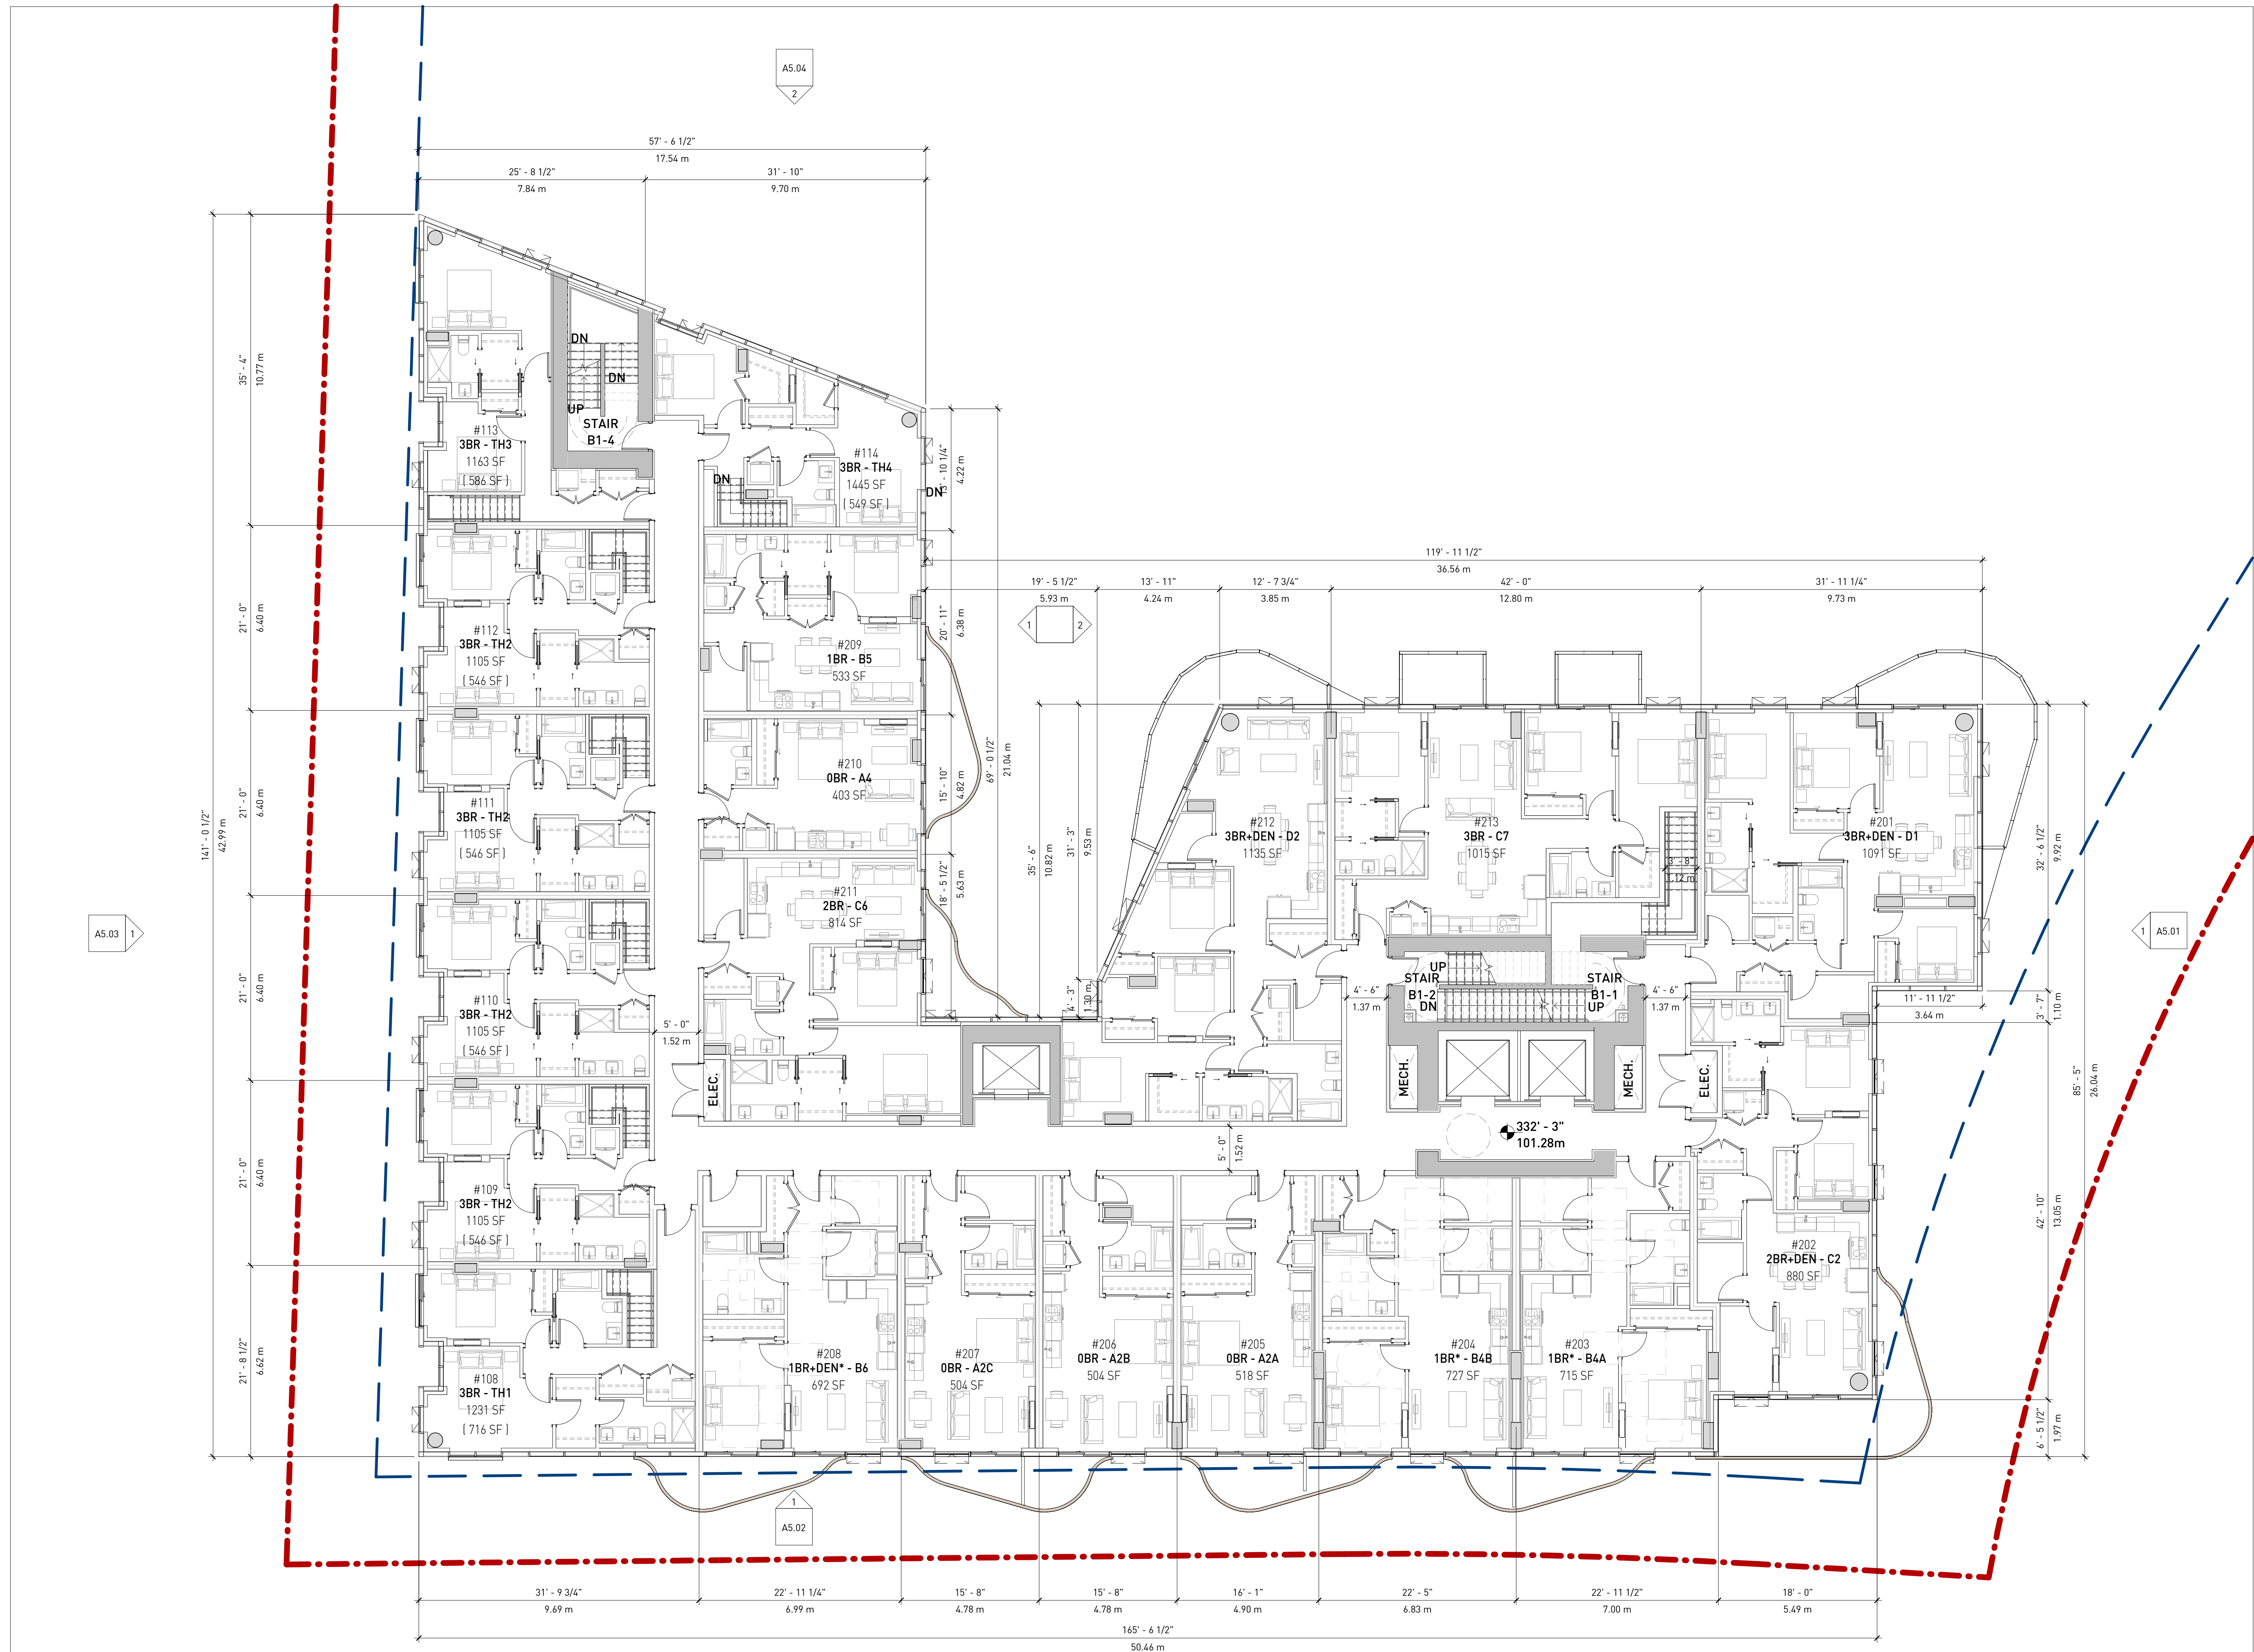 A5.04
2
57' - 6 1/2"
17.54 m
25' - 8 1/2"
7.84 m
31' - 10"
9.70 m
141' - 0 1/2"
42.99 m
35' - 4"
10.77 m
21' - 0"
6.40 m
21' - 0"
6.40 m
21' - 0"
6.40 m
21' - 0"
6.40 m
21' - 8 1/2"
6.62 m
A5.03
1
DN
DN
UP
STAIR
B1-4
#113
3BR - TH3
1163 SF
( 586 SF )
#114
3BR - TH4
1445 SF
( 549 SF )
DN
DN
13' - 10 1/4"
4.22 m
20' - 11"
6.38 m
15' - 10"
4.82 m
18' - 5 1/2"
5.63 m
69' - 0 1/2"
21.04 m
#112
3BR - TH2
1105 SF
( 546 SF )
#111
3BR - TH2
1105 SF
( 546 SF )
#110
3BR - TH2
1105 SF
( 546 SF )
#109
3BR - TH2
1105 SF
( 546 SF )
#108
3BR - TH1
1231 SF
( 716 SF )
#209
1BR - B5
533 SF
#210
0BR - A4
403 SF
#211
2BR - C6
814 SF
5' - 0"
1.52 m
ELEC.
119' - 11 1/2"
36.56 m
19' - 5 1/2"
5.93 m
13' - 11"
4.24 m
12' - 7 3/4"
3.85 m
42' - 0"
12.80 m
31' - 11 1/4"
9.73 m
1
2
35' - 6"
10.82 m
31' - 3"
9.53 m
4' - 3"
1.30 m
#212
3BR+DEN - D2
1135 SF
#213
3BR - C7
1015 SF
3' - 8"
1.12 m
#201
3BR+DEN - D1
1091 SF
UP
STAIR
B1-2
DN
STAIR
B1-1
UP
4' - 6"
1.37 m
4' - 6"
1.37 m
MECH.
MECH.
ELEC.
11' - 11 1/2"
3.64 m
32' - 6 1/2"
9.92 m
3' - 7"
1.10 m
85' - 5"
26.04 m
42' - 10"
13.05 m
6' - 5 1/2"
1.97 m
1
A5.01
5' - 0"
1.52 m
332' - 3"
101.28m
#208
1BR+DEN* - B6
692 SF
#207
0BR - A2C
504 SF
#206
0BR - A2B
504 SF
#205
0BR - A2A
518 SF
#204
1BR* - B4B
727 SF
#203
1BR* - B4A
715 SF
#202
2BR+DEN - C2
880 SF
1
A5.02
31' - 9 3/4"
9.69 m
22' - 11 1/4"
6.99 m
15' - 8"
4.78 m
15' - 8"
4.78 m
16' - 1"
4.90 m
22' - 5"
6.83 m
22' - 11 1/2"
7.00 m
18' - 0"
5.49 m
165' - 6 1/2"
50.46 m